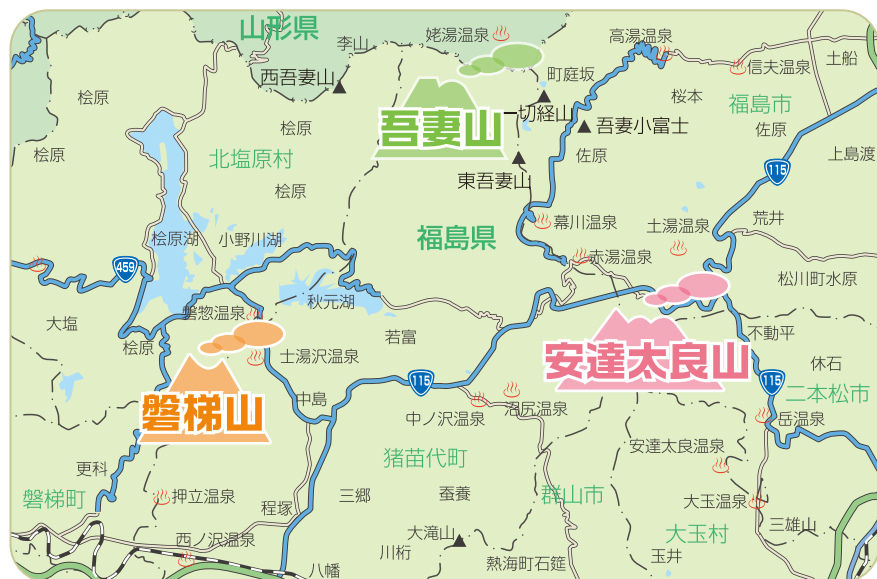 山形県
李山
姥湯温泉
高湯温泉
西吾妻山
町庭坂
信夫温泉
土船
桧原
桜本
福島市
吾妻山
一切経山
吾妻小富士
佐原
桧原
桧原
北塩原村
佐原
上島渡
115
東吾妻山
桧原
幕川温泉
土湯温泉
荒井
桧原湖
小野川湖
福島県
赤湯温泉
459
松川町水原
秋元湖
磐惣温泉
大塩
若富
不動平
桧原
士湯沢温泉
安達太良山
休石
115
115
二本松市
磐梯山
中島
中ノ沢温泉
沼尻温泉
岳温泉
安達太良温泉
猪苗代町
更科
磐梯町
押立温泉
程塚
三郷
蚕養
群山市
大玉温泉
大玉村
三雄山
西ノ沢温泉
大滝山
川桁
八幡
熱海町石筵
玉井